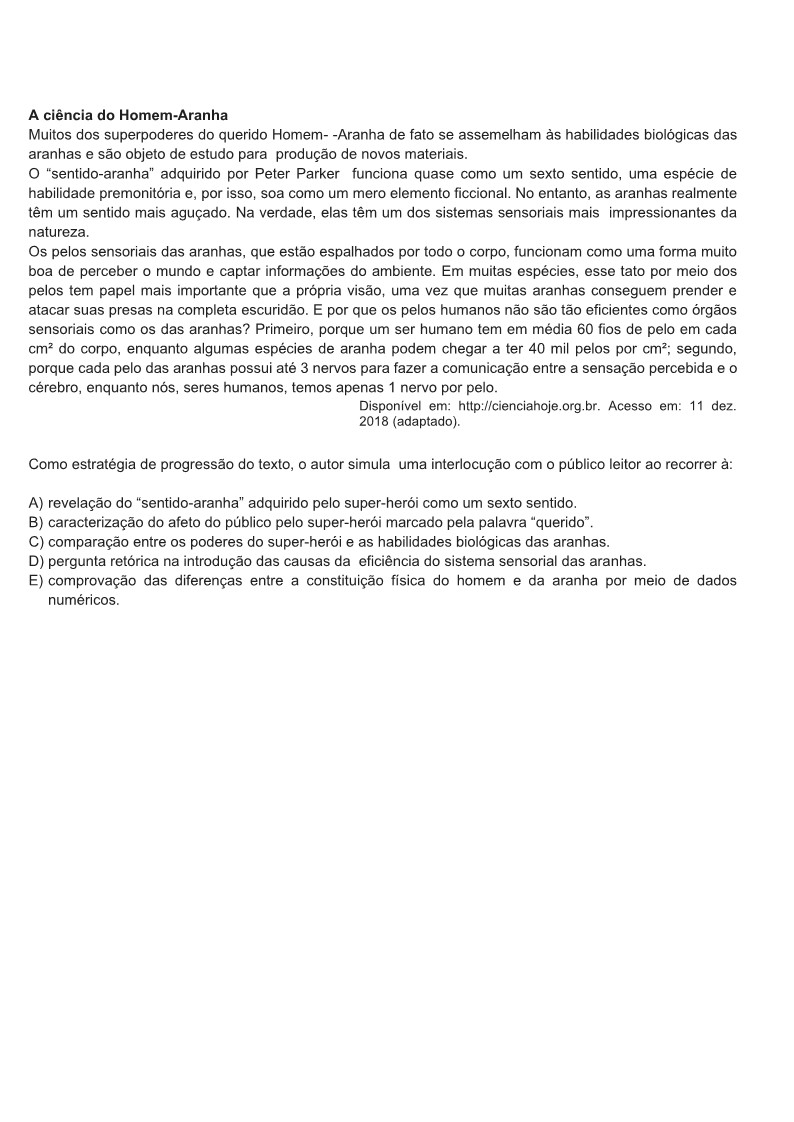 A ciência do Homem-Aranha
Muitos dos superpoderes do querido Homem- -Aranha de fato se assemelham às habilidades biológicas das
aranhas e são objeto de estudo para produção de novos materiais.
O “sentido-aranha” adquirido por Peter Parker funciona quase como um sexto sentido, uma espécie de
habilidade premonitória e, por isso, soa como um mero elemento ficcional. No entanto, as aranhas realmente
têm um sentido mais aguçado. Na verdade, elas têm um dos sistemas sensoriais mais impressionantes da
natureza.
Os pelos sensoriais das aranhas, que estão espalhados por todo o corpo, funcionam como uma forma muito
boa de perceber o mundo e captar informações do ambiente. Em muitas espécies, esse tato por meio dos
pelos tem papel mais importante que a própria visão, uma vez que muitas aranhas conseguem prender e
atacar suas presas na completa escuridão. E por que os pelos humanos não são tão eficientes como órgãos
sensoriais como os das aranhas? Primeiro, porque um ser humano tem em média 60 fios de pelo em cada
cm² do corpo, enquanto algumas espécies de aranha podem chegar a ter 40 mil pelos por cm²; segundo,
porque cada pelo das aranhas possui até 3 nervos para fazer a comunicação entre a sensação percebida e o
cérebro, enquanto nós, seres humanos, temos apenas 1 nervo por pelo.
Disponível em: http://cienciahoje.org.br. Acesso em: 11 dez.
2018 (adaptado).
Como estratégia de progressão do texto, o autor simula uma interlocução com o público leitor ao recorrer à:
A) revelação do “sentido-aranha” adquirido pelo super-herói como um sexto sentido.
B) caracterização do afeto do público pelo super-herói marcado pela palavra “querido”.
C) comparação entre os poderes do super-herói e as habilidades biológicas das aranhas.
D) pergunta retórica na introdução das causas da eficiência do sistema sensorial das aranhas.
E) comprovação das diferenças entre a constituição física do homem e da aranha por meio de dados
numéricos.